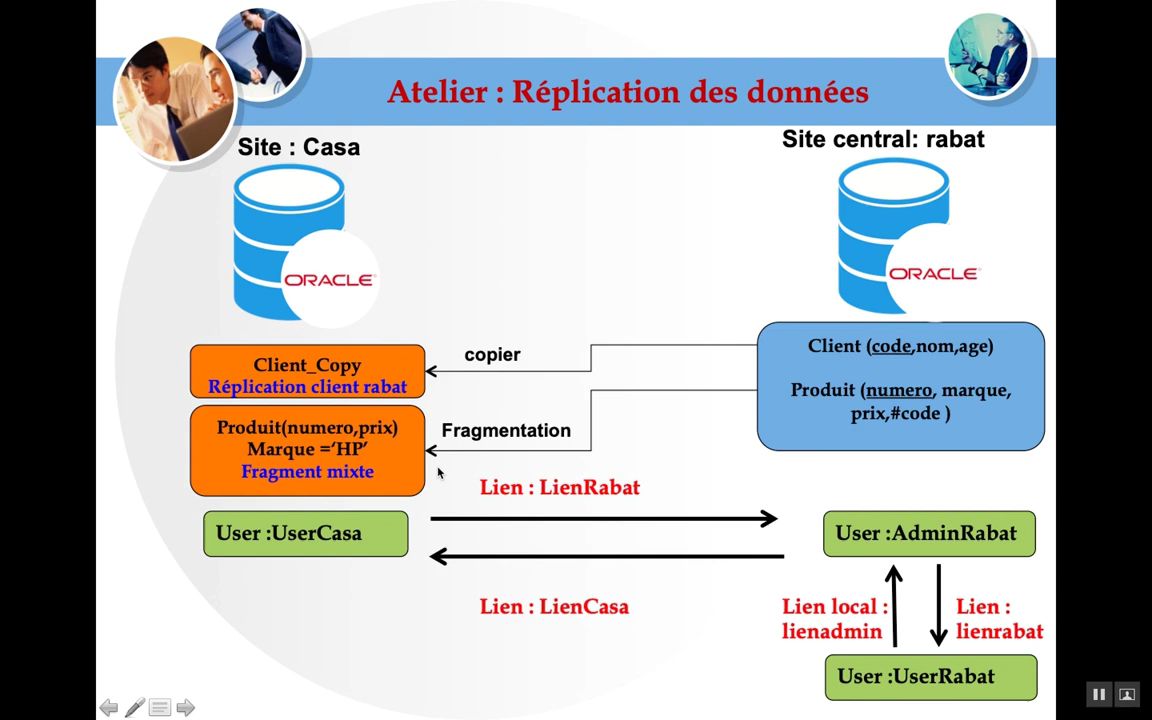 Atelier : Réplication des données
Site : Casa
Site central: rabat
ORACLE
ORACLE
Client_Copy
Réplication client rabat
copier
Client (code,nom,age)
Produit (numero, marque,
prix,#code )
Produit(numero,prix)
Marque =‘HP’
Fragment mixte
Fragmentation
Lien : LienRabat
User :UserCasa
User :AdminRabat
Lien : LienCasa
Lien local :
lienadmin
Lien :
lienrabat
User :UserRabat